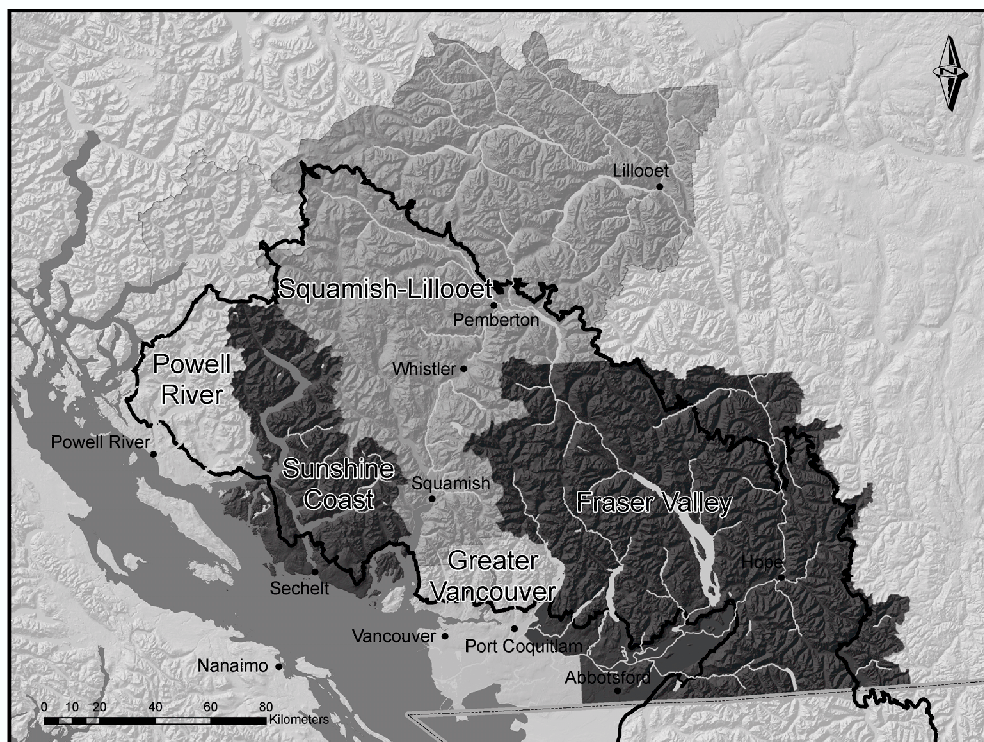 N
Lillooet
Squamish-Lillooet
Pemberton
Powell
River
Whistler
Powell River
Sunshine
Coast
Squamish
Fraser Valley
Greater
Vancouver
Hope
Sechelt
Vancouver
Port Coquitlam
Nanaimo
Abbotsford
0 10 20 40 60 80
Kilometers